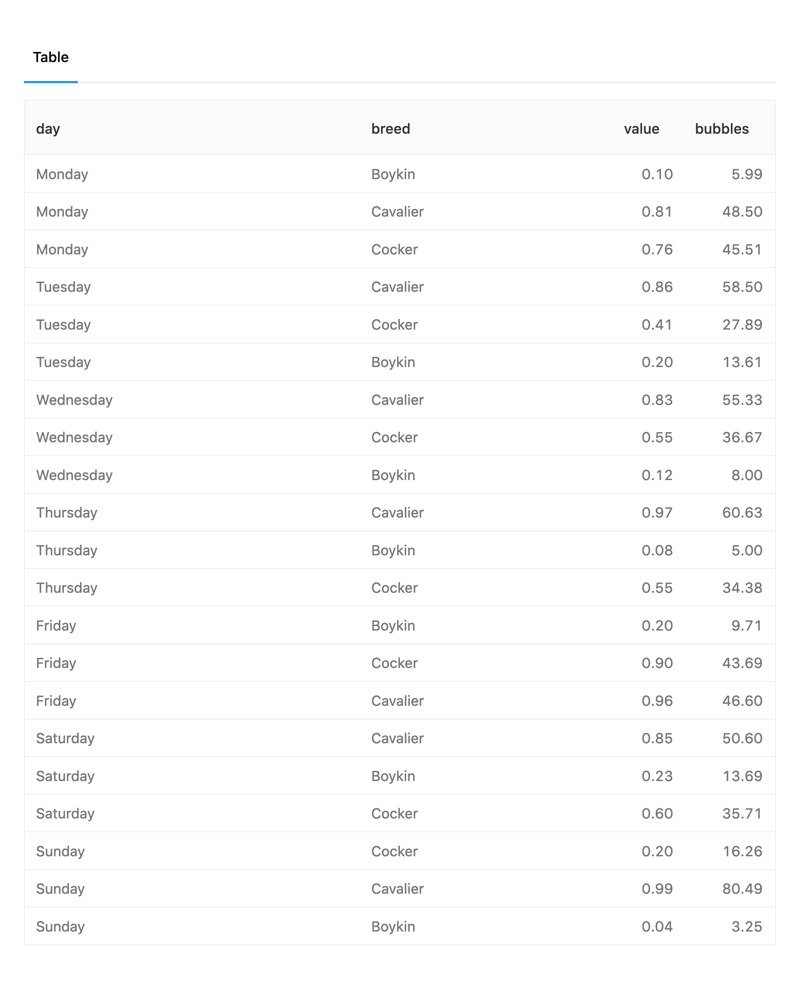 Table
day breed value bubbles
Monday Boykin 0.10 5.99
Monday Cavalier 0.81 48.50
Monday Cocker 0.76 45.51
Tuesday Cavalier 0.86 58.50
Tuesday Cocker 0.41 27.89
Tuesday Boykin 0.20 13.61
Wednesday Cavalier 0.83 55.33
Wednesday Cocker 0.55 36.67
Wednesday Boykin 0.12 8.00
Thursday Cavalier 0.97 60.63
Thursday Boykin 0.08 5.00
Thursday Cocker 0.55 34.38
Friday Boykin 0.20 9.71
Friday Cocker 0.90 43.69
Friday Cavalier 0.96 46.60
Saturday Cavalier 0.85 50.60
Saturday Boykin 0.23 13.69
Saturday Cocker 0.60 35.71
Sunday Cocker 0.20 16.26
Sunday Cavalier 0.99 80.49
Sunday Boykin 0.04 3.25